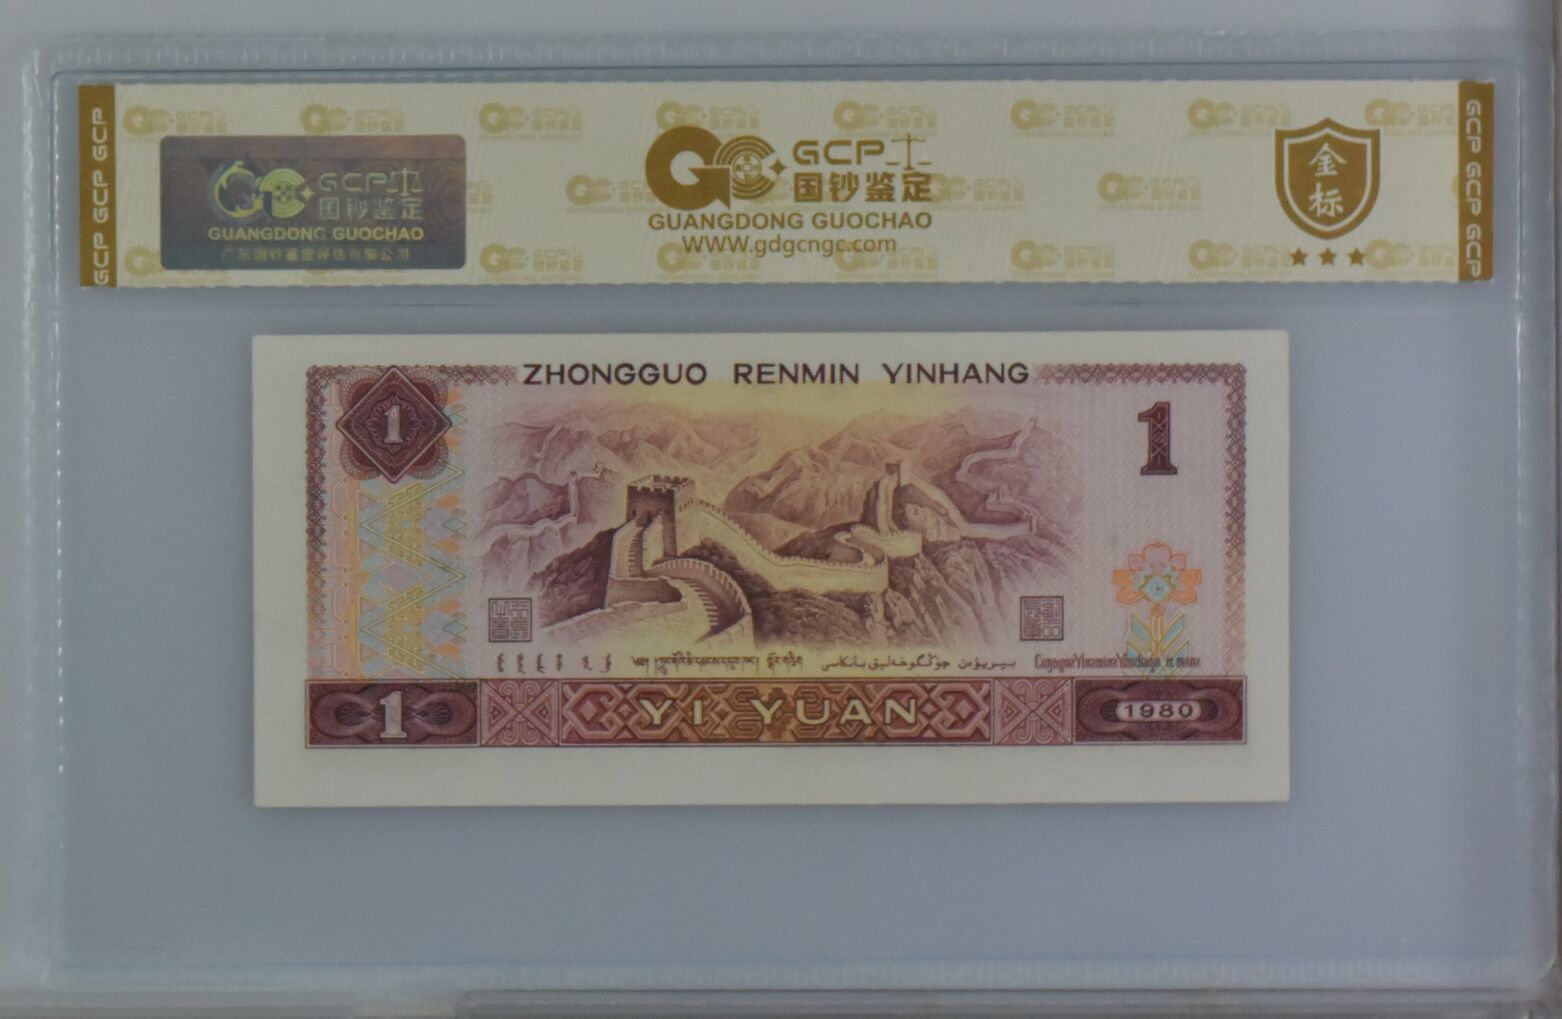 GCP GCP GCP
GCP
国钞鉴定
GUANGDONG GUOCHAO
广东国钞鉴定评估有限公司
GCP
国钞鉴定
GUANGDONG GUOCHAO
WWW.gdgcngc.com
金标
GCP GCP GCP
ZHONGGUO RENMIN YINHANG
1
1
1
YI YUAN
1980